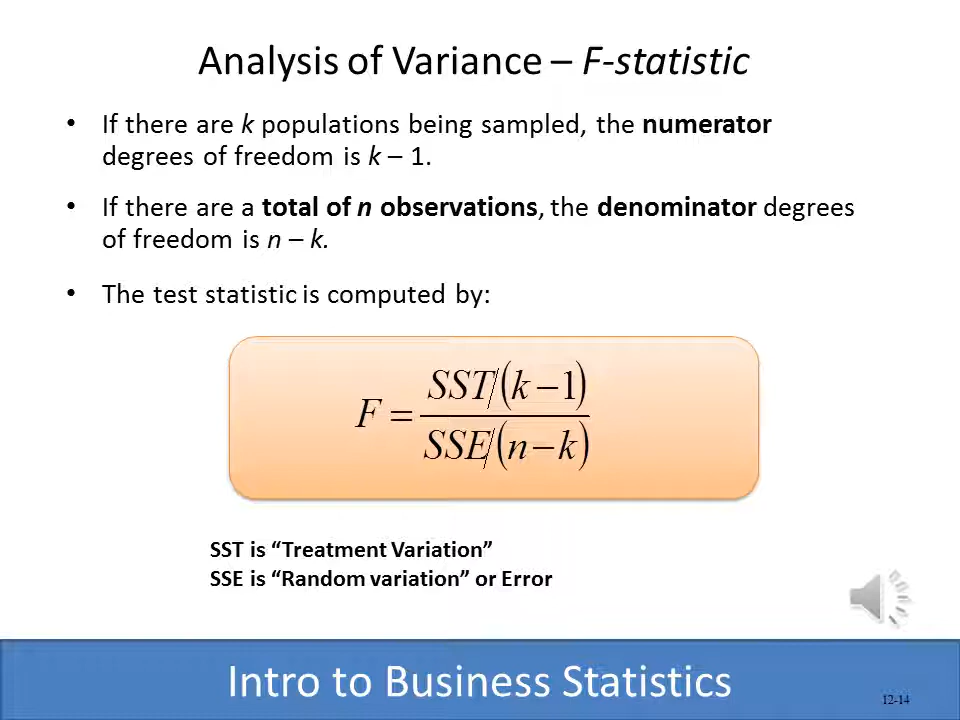 Analysis of Variance – F-statistic
• If there are k populations being sampled, the numerator
degrees of freedom is k – 1.
• If there are a total of n observations, the denominator degrees
of freedom is n – k.
• The test statistic is computed by:
F = SST/(k − 1)
SSE/(n − k)
SST is “Treatment Variation”
SSE is “Random variation” or Error
Intro to Business Statistics
12-14